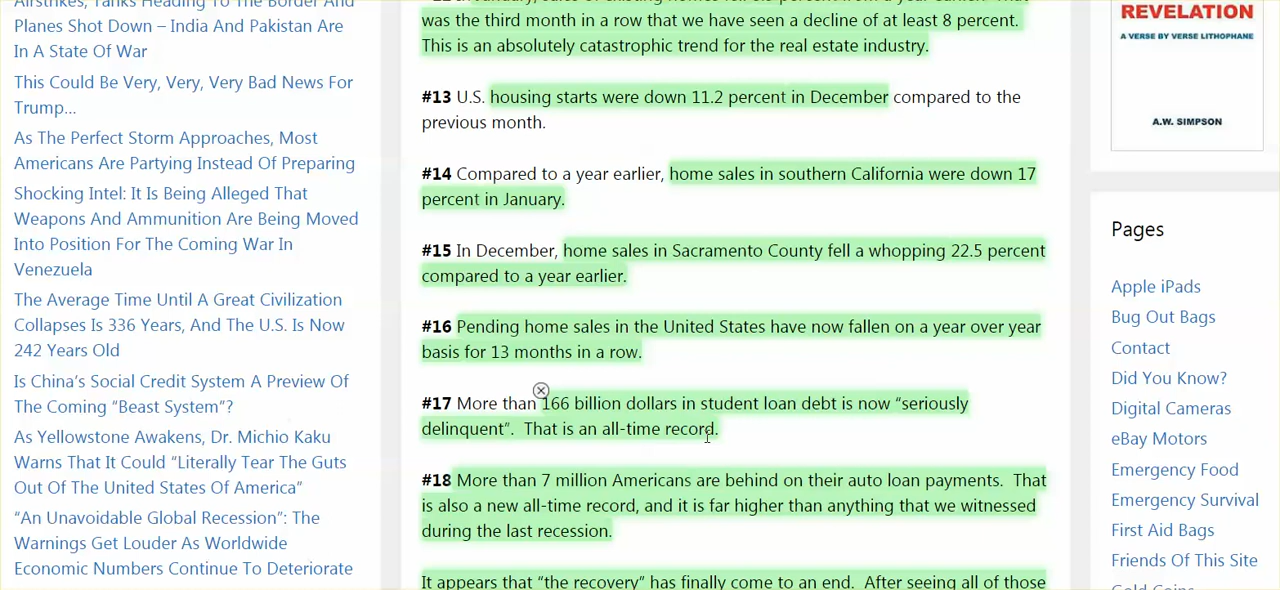 Airstrikes, Tanks Heading To The Border And
Planes Shot Down – India And Pakistan Are
In A State Of War
This Could Be Very, Very, Very Bad News For
Trump…
As The Perfect Storm Approaches, Most
Americans Are Partying Instead Of Preparing
Shocking Intel: It Is Being Alleged That
Weapons And Ammunition Are Being Moved
Into Position For The Coming War In
Venezuela
The Average Time Until A Great Civilization
Collapses Is 336 Years, And The U.S. Is Now
242 Years Old
Is China’s Social Credit System A Preview Of
The Coming “Beast System”?
As Yellowstone Awakens, Dr. Michio Kaku
Warns That It Could “Literally Tear The Guts
Out Of The United States Of America”
“An Unavoidable Global Recession”: The
Warnings Get Louder As Worldwide
Economic Numbers Continue To Deteriorate
was the third month in a row that we have seen a decline of at least 8 percent.
This is an absolutely catastrophic trend for the real estate industry.
#13 U.S. housing starts were down 11.2 percent in December compared to the
previous month.
#14 Compared to a year earlier, home sales in southern California were down 17
percent in January.
#15 In December, home sales in Sacramento County fell a whopping 22.5 percent
compared to a year earlier.
#16 Pending home sales in the United States have now fallen on a year over year
basis for 13 months in a row.
#17 More than 166 billion dollars in student loan debt is now “seriously
delinquent”.  That is an all-time record.
#18 More than 7 million Americans are behind on their auto loan payments.  That
is also a new all-time record, and it is far higher than anything that we witnessed
during the last recession.
It appears that “the recovery” has finally come to an end.  After seeing all of those
REVELATION
A VERSE BY VERSE LITHOPHANE
A.W. SIMPSON
Pages
Apple iPads
Bug Out Bags
Contact
Did You Know?
Digital Cameras
eBay Motors
Emergency Food
Emergency Survival
First Aid Bags
Friends Of This Site
Gold Coins